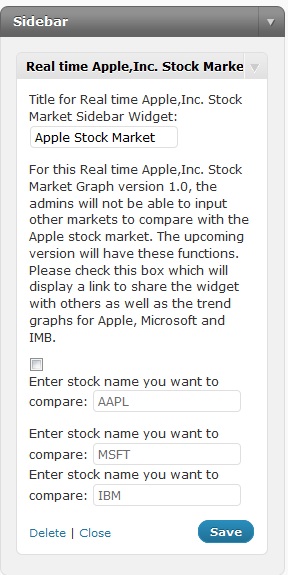 Sidebar
Real time Apple,Inc. Stock Marke
Title for Real time Apple,Inc. Stock
Market Sidebar Widget:
Apple Stock Market
For this Real time Apple,Inc. Stock
Market Graph version 1.0, the
admins will not be able to input
other markets to compare with the
Apple stock market. The upcoming
version will have these functions.
Please check this box which will
display a link to share the widget
with others as well as the trend
graphs for Apple, Microsoft and
IMB.
Enter stock name you want to
compare: AAPL
Enter stock name you want to
compare: MSFT
Enter stock name you want to
compare: IBM
Delete | Close Save